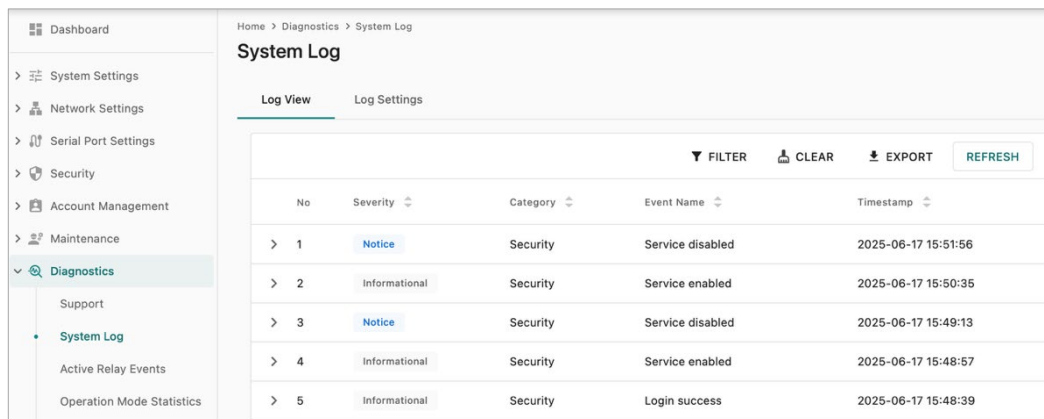 Dashboard
System Settings
Network Settings
Serial Port Settings
Security
Account Management
Maintenance
Diagnostics
Support
System Log
Active Relay Events
Operation Mode Statistics
Home > Diagnostics > System Log
System Log
Log View Log Settings
FILTER CLEAR EXPORT REFRESH
No Severity Category Event Name Timestamp
1 Notice Security Service disabled 2025-06-17 15:51:56
2 Informational Security Service enabled 2025-06-17 15:50:35
3 Notice Security Service disabled 2025-06-17 15:49:13
4 Informational Security Service enabled 2025-06-17 15:48:57
5 Informational Security Login success 2025-06-17 15:48:39